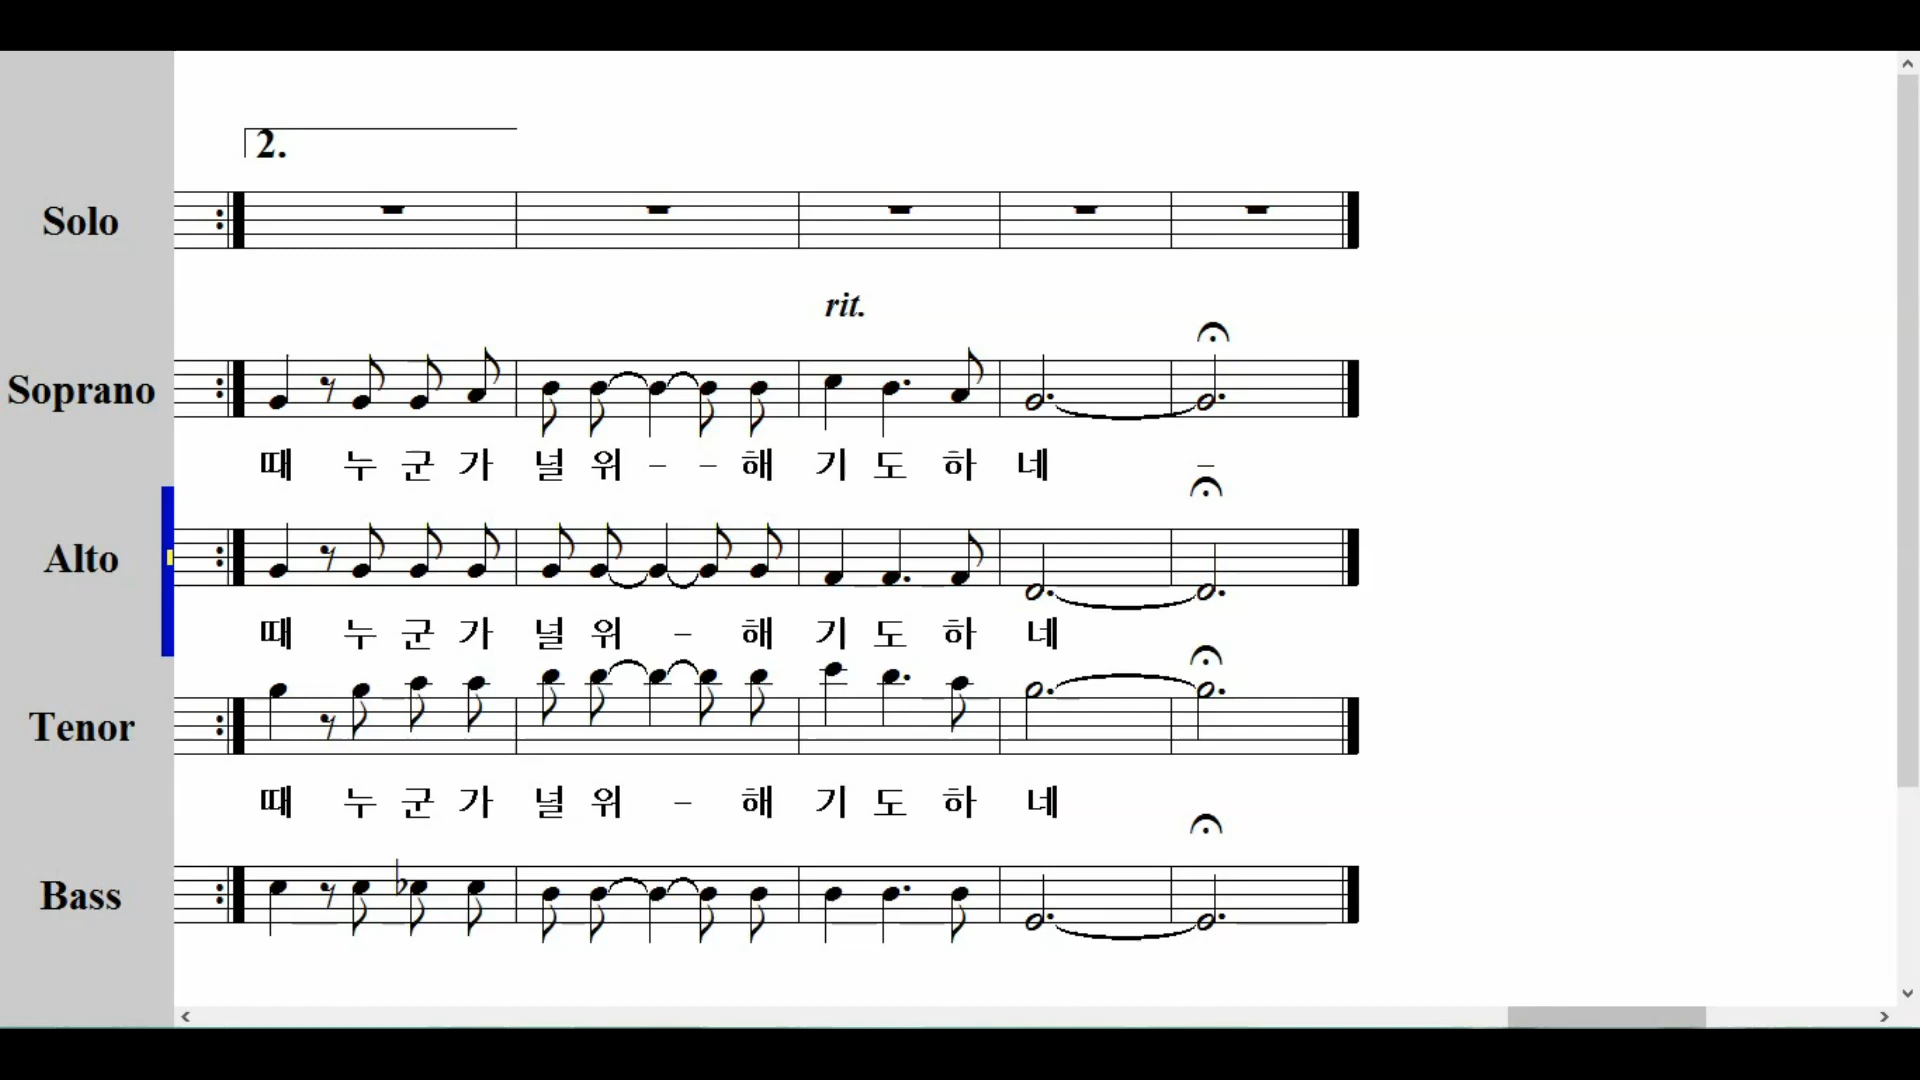 2.
Solo
rit.
Soprano
때 누 군 가 널 위 - - 해 기 도 하 네 -
Alto
때 누 군 가 널 위 - 해 기 도 하 네
Tenor
때 누 군 가 널 위 - 해 기 도 하 네
Bass